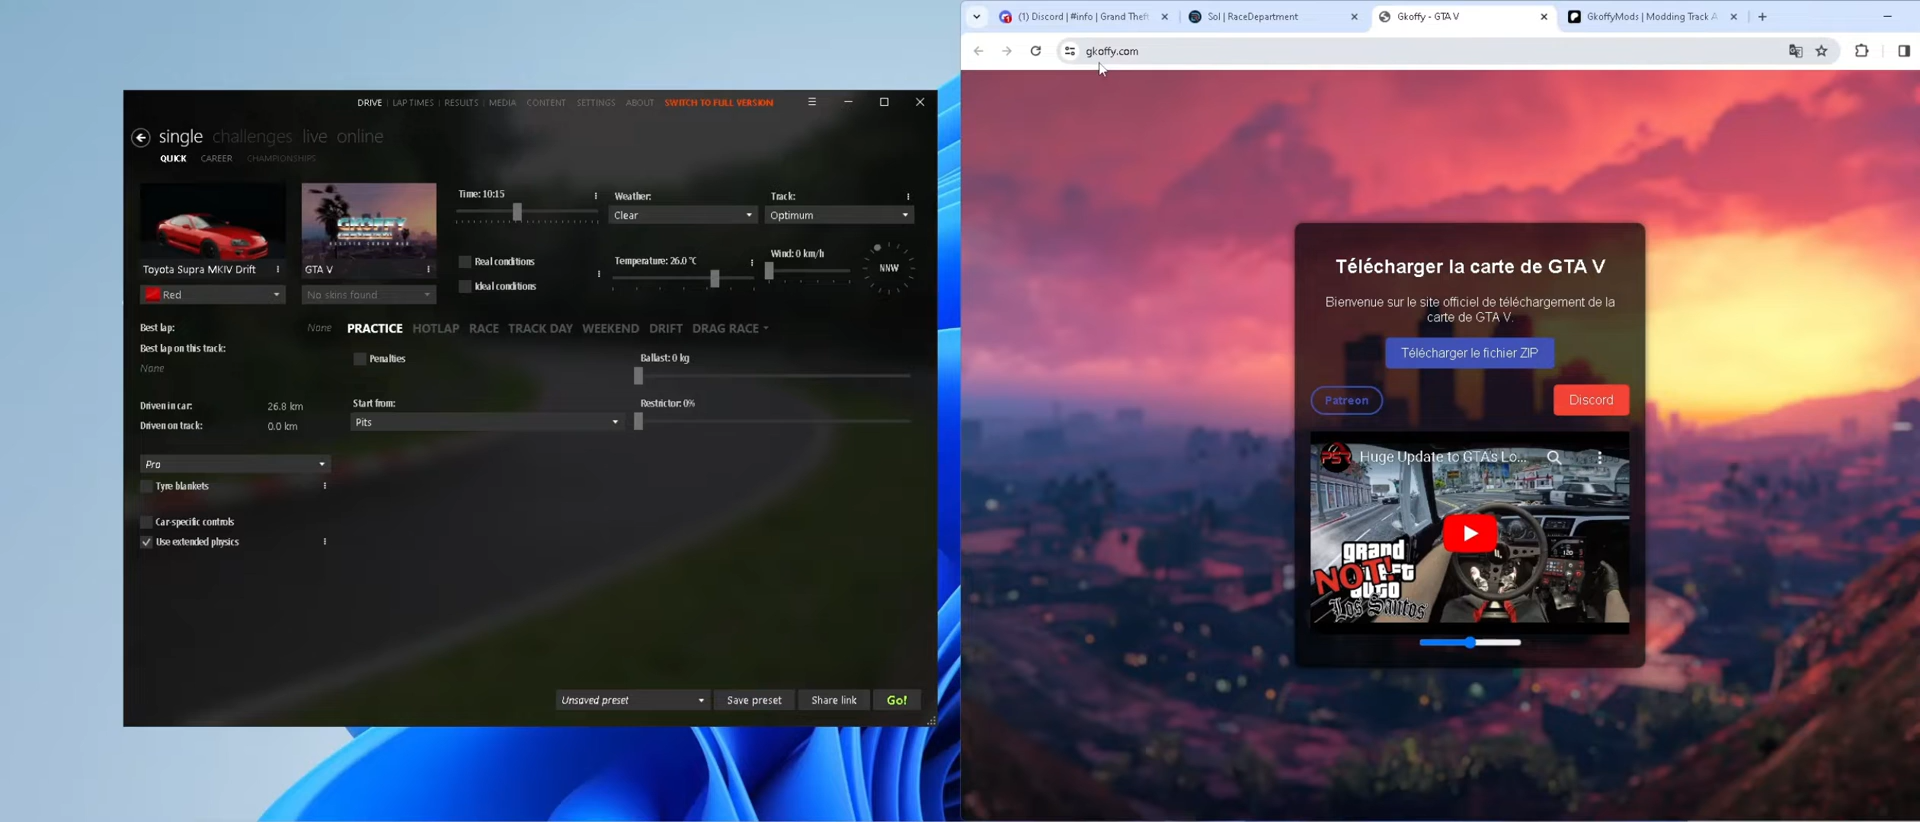 DRIVE | LAP TIMES | RESULTS | MEDIA CONTENT SETTINGS ABOUT SWITCH TO FULL VERSION
single challenges live online
QUICK CAREER CHAMPIONSHIPS
GKOFFY
Toyota Supra MKIV Drift
GTA V
Red
No skins found
Time: 10:15
Weather:
Clear
Track:
Optimum
Real conditions
Ideal conditions
Temperature: 26.0 °C
Wind: 0 km/h
NNW
Best lap: None
Best lap on this track:
None
Driven in car: 26.8 km
Driven on track: 0.0 km
Pro
Tyre blankets
Car-specific controls
Use extended physics
PRACTICE HOTLAP RACE TRACK DAY WEEKEND DRIFT DRAG RACE
Penalties
Ballast: 0 kg
Start from:
Pits
Restrictor: 0%
Unsaved preset
Save preset
Share link
Go!
(1) Discord | #info | Grand Theft
Sol | RaceDepartment
Gkoffy - GTA V
GkoffyMods | Modding Track A
gkoffy.com
Télécharger la carte de GTA V
Bienvenue sur le site officiel de téléchargement de la
carte de GTA V.
Télécharger le fichier ZIP
Patreon
Discord
PSR
Huge Update to GTA's Lo...
grand
NOT!
theft
auto
Los Santos